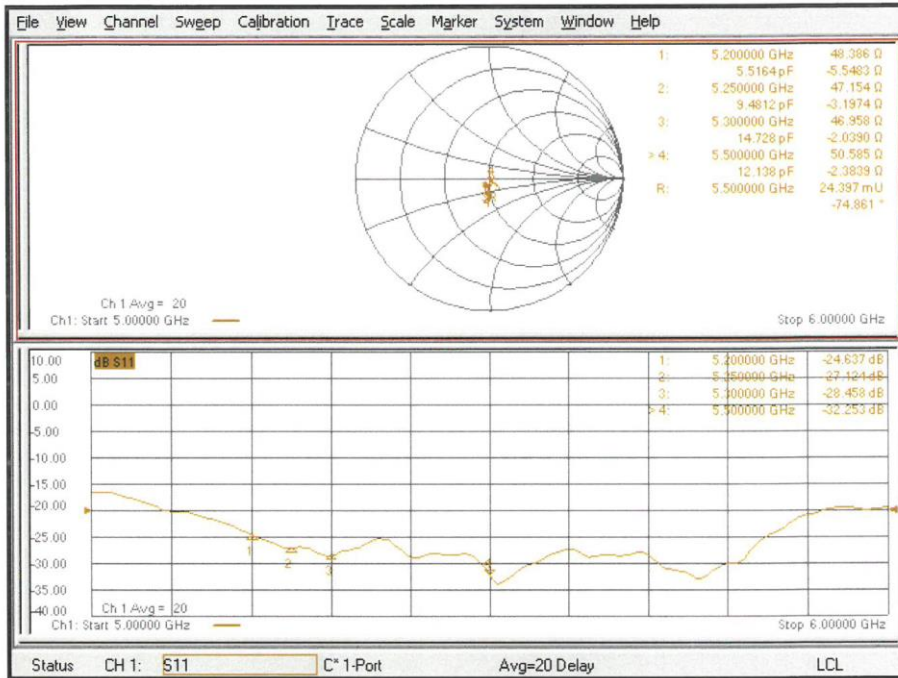 File View Channel Sweep Calibration Trace Scale Marker System Window Help
1: 5.200000 GHz 48.386 Ω
5.5164 pF -5.5483 Ω
2: 5.250000 GHz 47.154 Ω
9.4812 pF -3.1974 Ω
3: 5.300000 GHz 46.958 Ω
14.728 pF -2.0390 Ω
> 4: 5.500000 GHz 50.585 Ω
12.138 pF -2.3839 Ω
R: 5.500000 GHz 24.397 mU
-74.861 °
Ch 1 Avg = 20
Ch1: Start 5.00000 GHz Stop 6.00000 GHz
10.00 dB S11 1: 5.200000 GHz -24.637 dB
5.00 2: 5.250000 GHz -27.124 dB
0.00 3: 5.300000 GHz -28.458 dB
> 4: 5.500000 GHz -32.253 dB
-5.00
-10.00
-15.00
-20.00
-25.00
1
-30.00
2 3 4
-35.00
-40.00
Ch 1 Avg = 20
Ch1: Start 5.00000 GHz Stop 6.00000 GHz
Status CH 1: S11 C* 1-Port Avg=20 Delay LCL